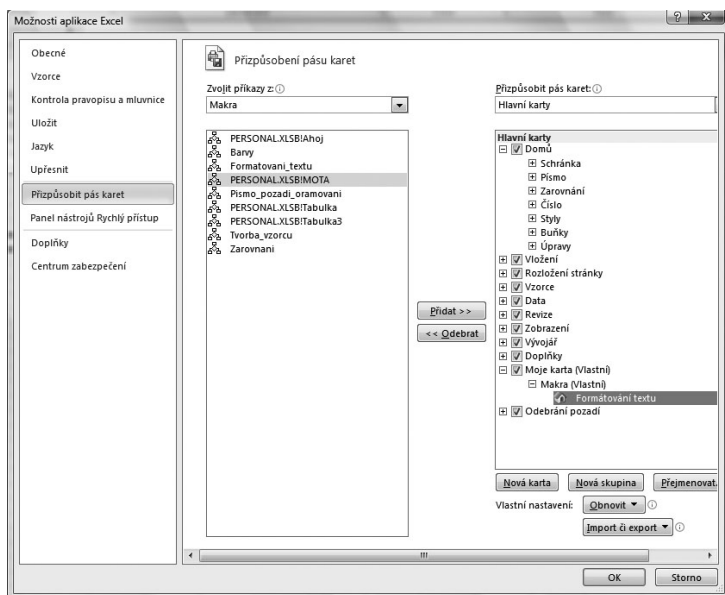 Možnosti aplikace Excel
Obecné
Vzorce
Kontrola pravopisu a mluvnice
Uložit
Jazyk
Upřesnit
Přizpůsobit pás karet
Panel nástrojů Rychlý přístup
Doplňky
Centrum zabezpečení
Přizpůsobení pásu karet
Zvolit příkazy z:
Makra
PERSONAL.XLSB!Ahoj
Barvy
Formatovani_textu
PERSONAL.XLSB!MOTA
Pismo_pozadi_oramovani
PERSONAL.XLSB!Tabulka
PERSONAL.XLSB!Tabulka3
Tvorba_vzorcu
Zarovnani
Přidat >>
<< Odebrat
Přizpůsobit pás karet:
Hlavní karty
Hlavní karty
Domů
Schránka
Písmo
Zarovnání
Číslo
Styly
Buňky
Úpravy
Vložení
Rozložení stránky
Vzorce
Data
Revize
Zobrazení
Vývojář
Doplňky
Moje karta (Vlastní)
Makra (Vlastní)
Formátování textu
Odebrání pozadí
Nová karta Nová skupina Přejmenovat.
Vlastní nastavení: Obnovit
Import či export
OK Storno